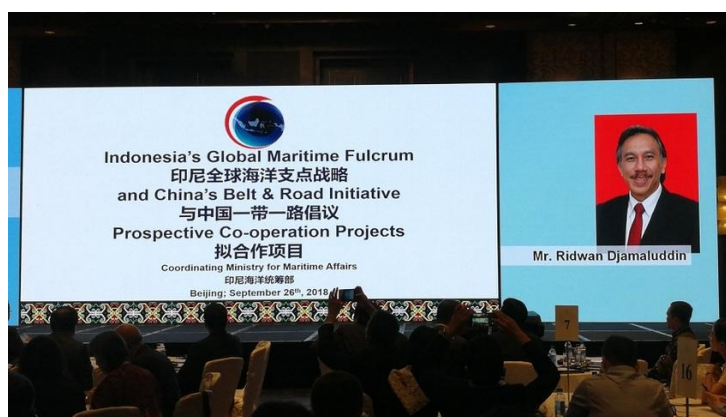 Indonesia's Global Maritime Fulcrum
印尼全球海洋支点战略
and China's Belt & Road Initiative
与中国一带一路倡议
Prospective Co-operation Projects
拟合作项目
Coordinating Ministry for Maritime Affairs
印尼海洋统筹部
Beijing; September 26th, 2018
Mr. Ridwan Djamaluddin
7
16